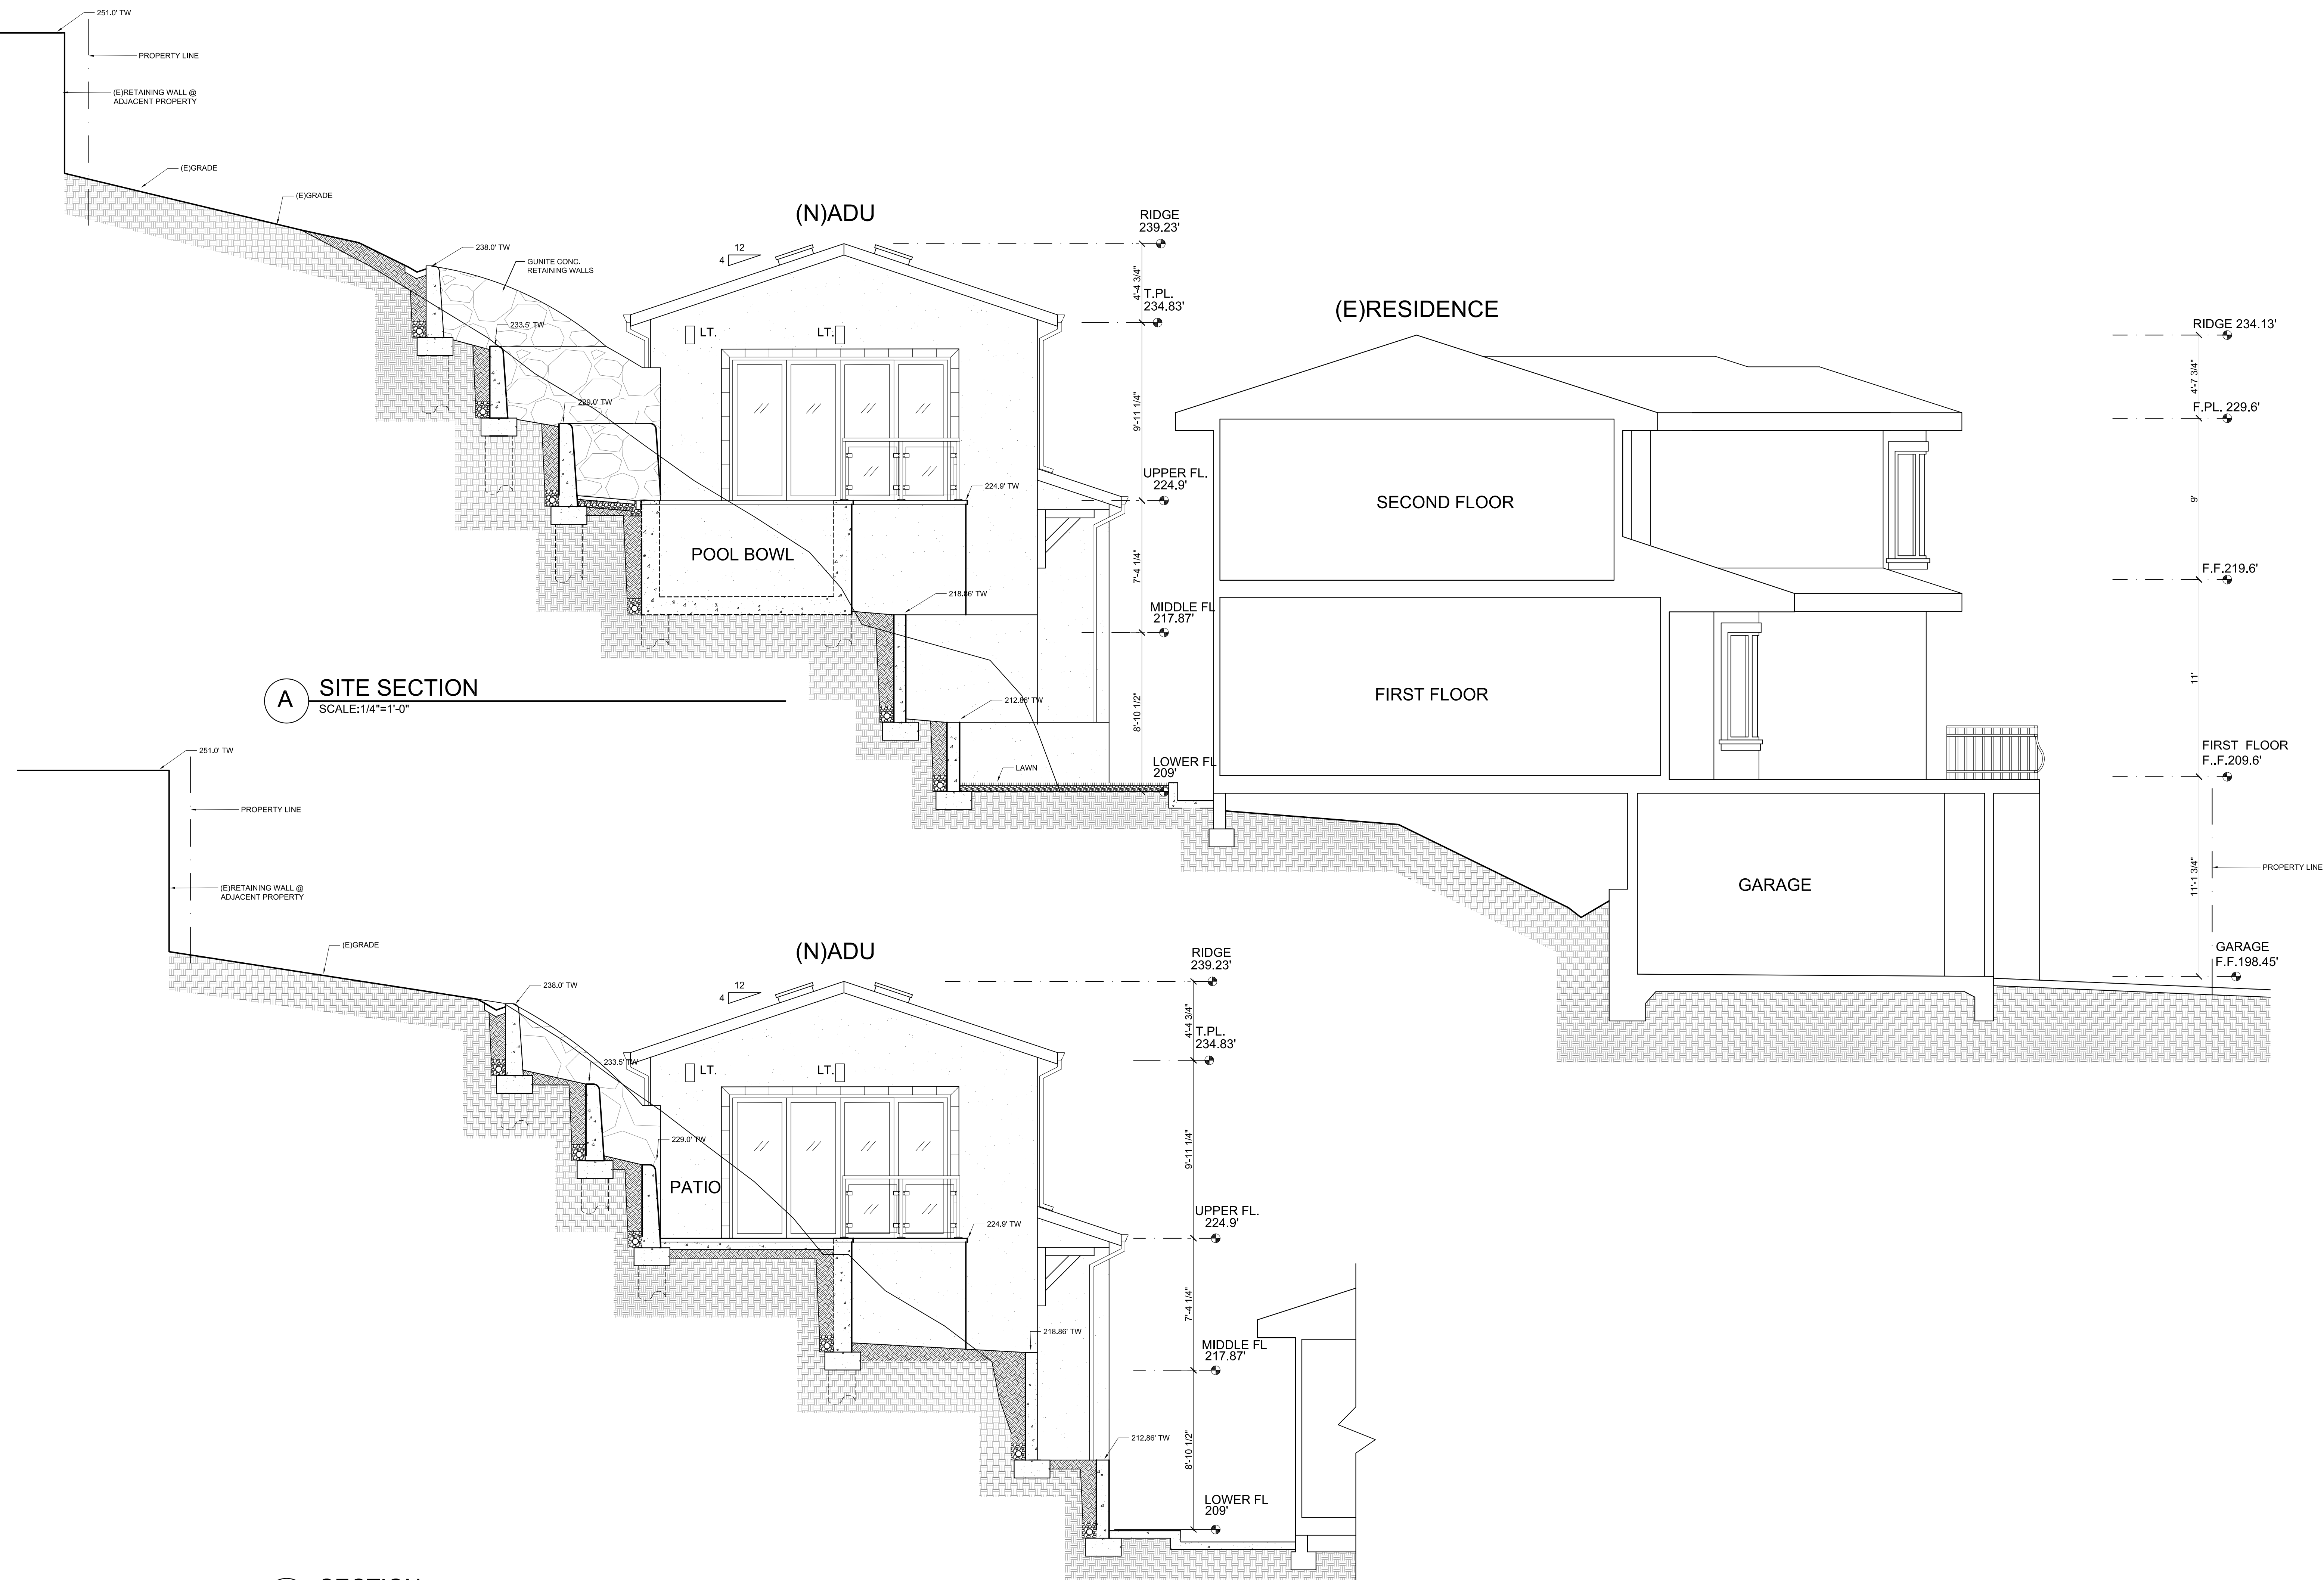 251.0' TW
PROPERTY LINE
(E)RETAINING WALL @
ADJACENT PROPERTY
(E)GRADE
(E)GRADE
238.0' TW
GUNITE CONC.
RETAINING WALLS
233.5' TW
229.0' TW
(N)ADU
12
4
LT.
LT.
224.9' TW
POOL BOWL
218.86' TW
212.86' TW
LAWN
RIDGE
239.23'
4'-4 3/4"
T.PL.
234.83'
9'-11 1/4"
UPPER FL.
224.9'
7'-4 1/4"
MIDDLE FL
217.87'
8'-10 1/2"
LOWER FL
209'
(E)RESIDENCE
SECOND FLOOR
FIRST FLOOR
GARAGE
RIDGE 234.13'
4'-7 3/4"
F.PL. 229.6'
9'
F.F.219.6'
11'
FIRST FLOOR
F..F.209.6'
11'-1 3/4"
PROPERTY LINE
GARAGE
F.F.198.45'
A
SITE SECTION
SCALE:1/4"=1'-0"
251.0' TW
PROPERTY LINE
(E)RETAINING WALL @
ADJACENT PROPERTY
(E)GRADE
238.0' TW
233.5' TW
229.0' TW
(N)ADU
12
4
LT.
LT.
PATIO
224.9' TW
218.86' TW
212.86' TW
RIDGE
239.23'
4'-4 3/4"
T.PL.
234.83'
9'-11 1/4"
UPPER FL.
224.9'
7'-4 1/4"
MIDDLE FL
217.87'
8'-10 1/2"
LOWER FL
209'